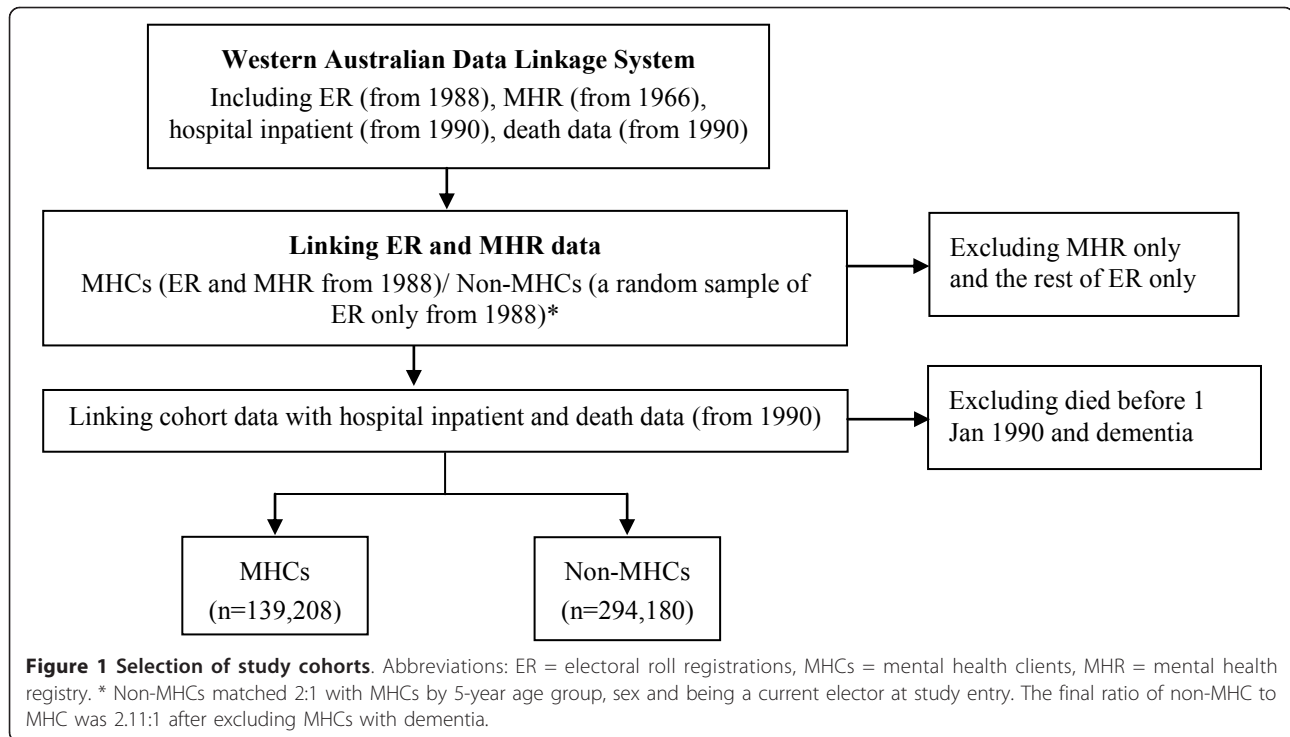 Western Australian Data Linkage System
Including ER (from 1988), MHR (from 1966),
hospital inpatient (from 1990), death data (from 1990)
Linking ER and MHR data
MHCs (ER and MHR from 1988)/ Non-MHCs (a random sample of
ER only from 1988)*
Excluding MHR only
and the rest of ER only
Linking cohort data with hospital inpatient and death data (from 1990)
Excluding died before 1
Jan 1990 and dementia
MHCs
(n=139,208)
Non-MHCs
(n=294,180)
Figure 1 Selection of study cohorts. Abbreviations: ER = electoral roll registrations, MHCs = mental health clients, MHR = mental health
registry. * Non-MHCs matched 2:1 with MHCs by 5-year age group, sex and being a current elector at study entry. The final ratio of non-MHC to
MHC was 2.11:1 after excluding MHCs with dementia.